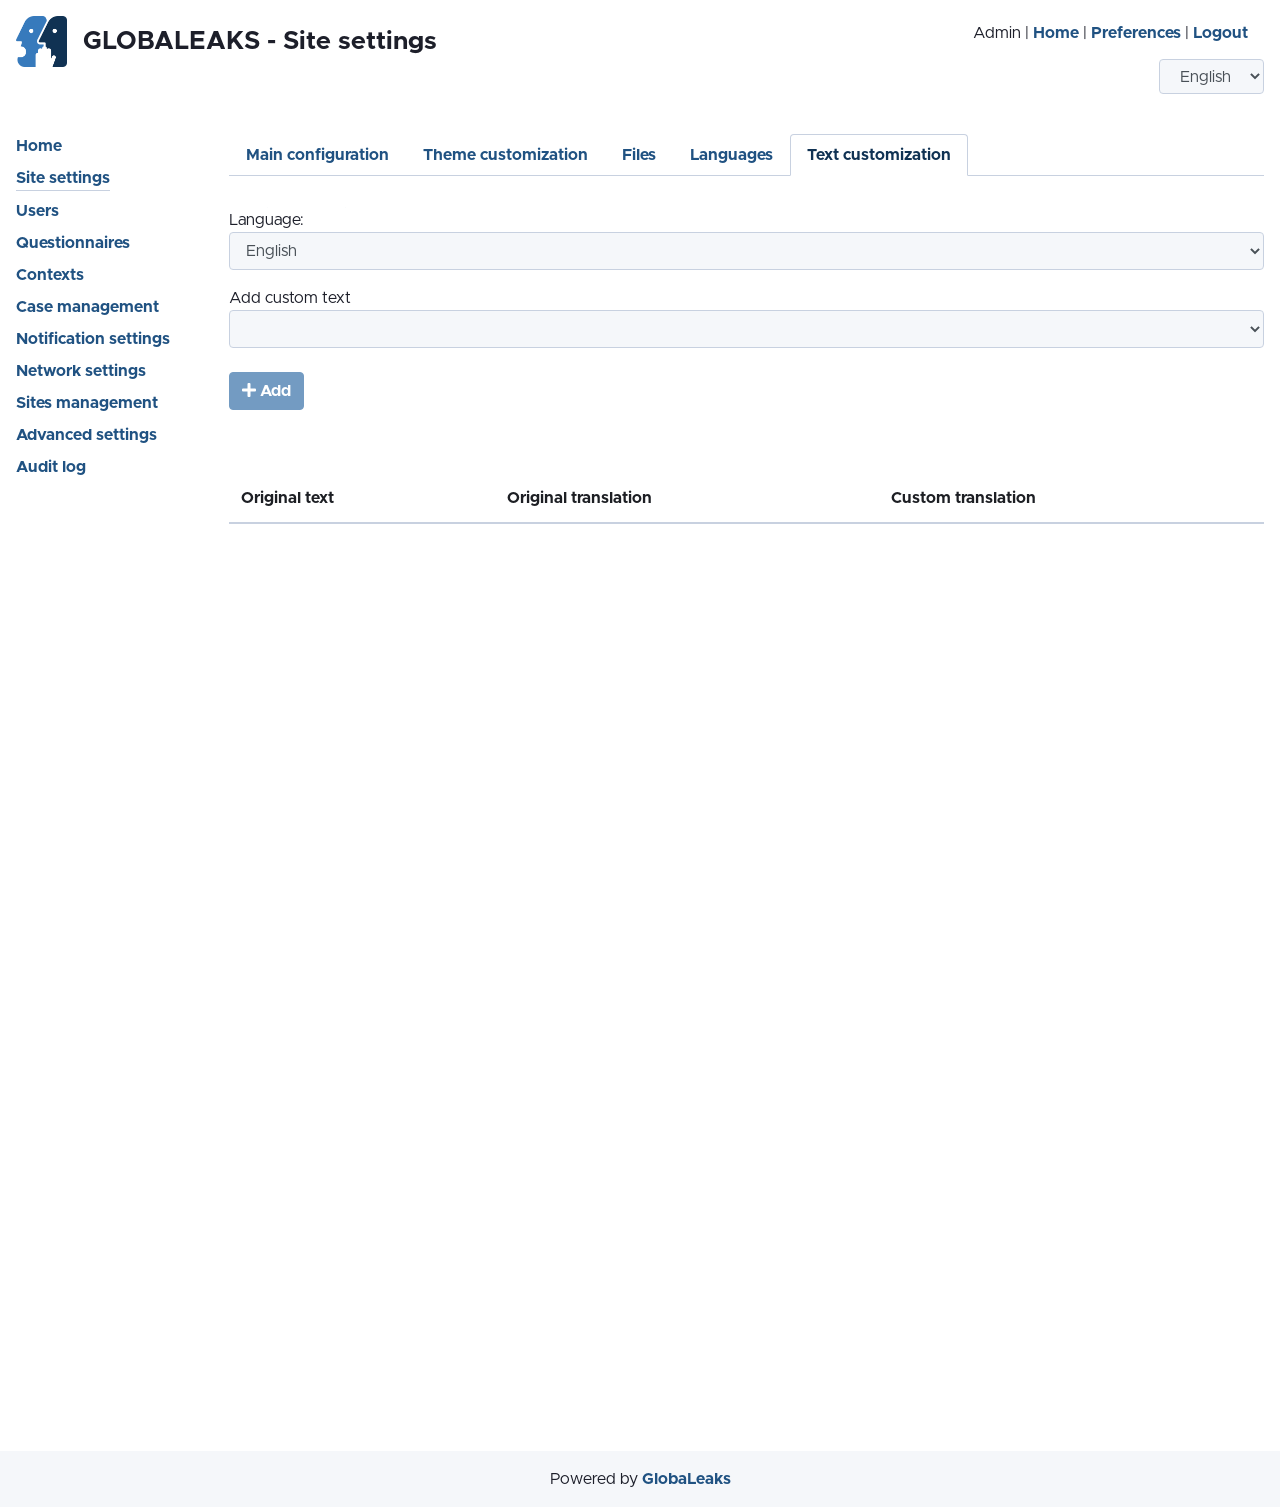 GLOBALEAKS - Site settings
Admin | Home | Preferences | Logout
English
Home
Site settings
Users
Questionnaires
Contexts
Case management
Notification settings
Network settings
Sites management
Advanced settings
Audit log
Main configuration Theme customization Files Languages Text customization
Language:
English
Add custom text
Add
Original text Original translation Custom translation
Powered by GlobaLeaks